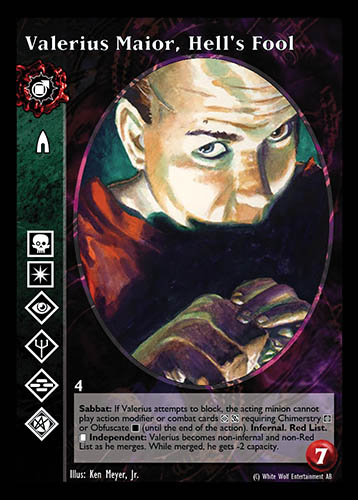 Valerius Maior, Hell's Fool
4
Sabbat: If Valerius attempts to block, the acting minion cannot
play action modifier or combat cards requiring Chimerstry
or Obfuscate (until the end of the action). Infernal. Red List.
Independent: Valerius becomes non-infernal and non-Red
List as he merges. While merged, he gets -2 capacity.
7
Illus: Ken Meyer, Jr.
(C) White Wolf Entertainment AB